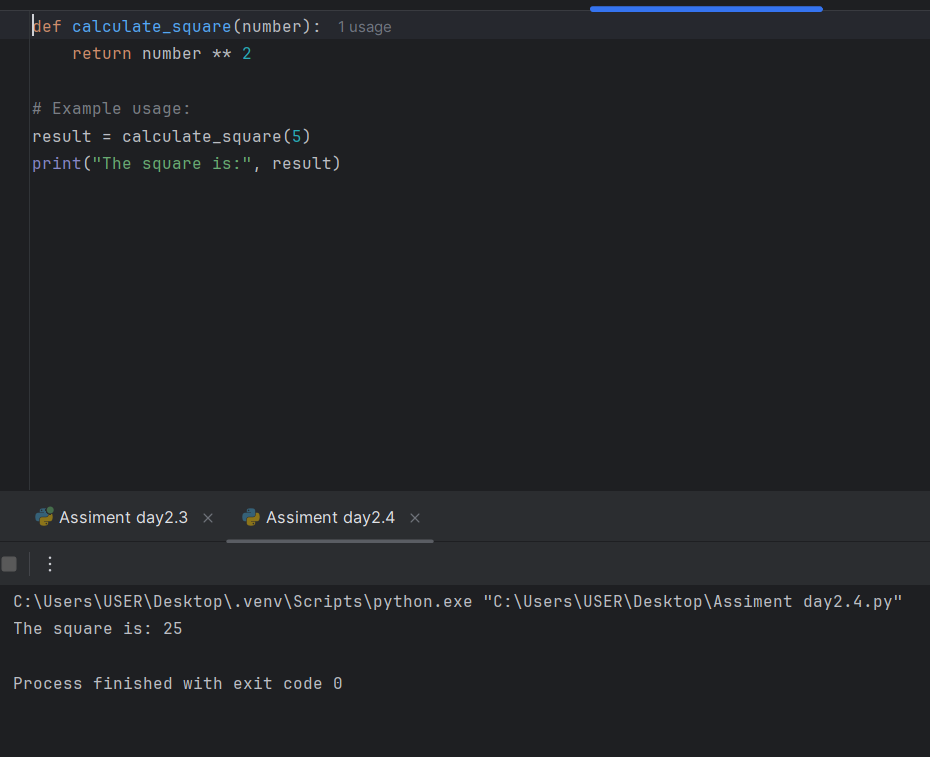 def calculate_square(number): 1 usage
    return number ** 2
# Example usage:
result = calculate_square(5)
print("The square is:", result)
Assiment day2.3 × Assiment day2.4 ×
C:\Users\USER\Desktop\.venv\Scripts\python.exe "C:\Users\USER\Desktop\Assiment day2.4.py"
The square is: 25
Process finished with exit code 0